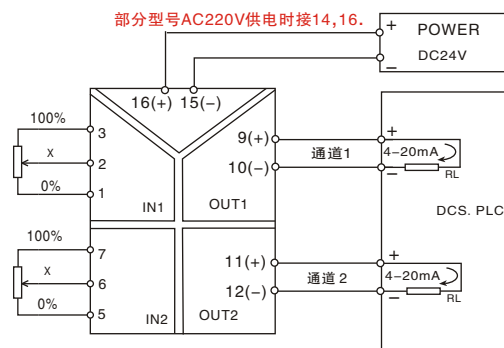 部分型号AC220V供电时接14,16.
+ POWER
− DC24V
16(+) 15(−)
100%
3
x
2
0%
1
IN1
9(+)
10(−)
OUT1
通道1
+
4-20mA
−
RL
DCS. PLC
100%
7
x
6
0%
5
IN2
11(+)
12(−)
OUT2
通道2
+
4-20mA
−
RL